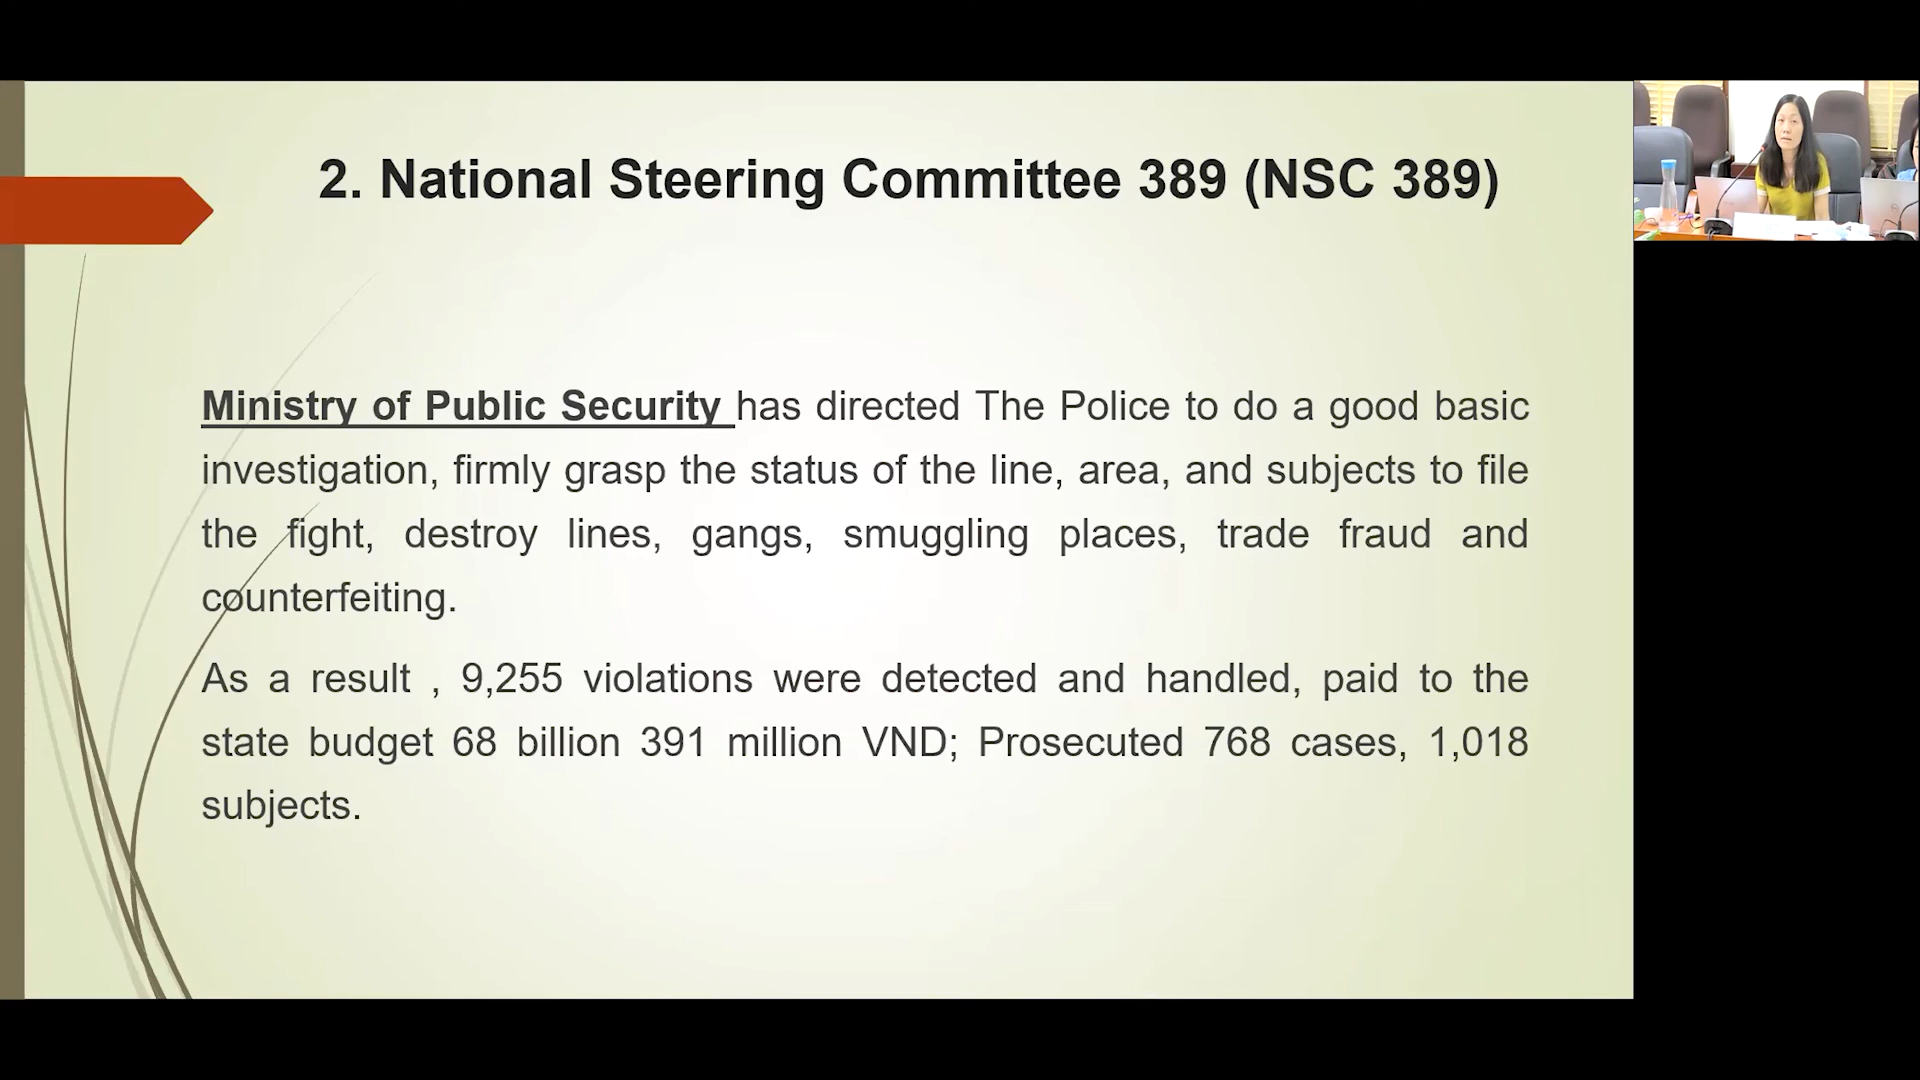 2. National Steering Committee 389 (NSC 389)
Ministry of Public Security has directed The Police to do a good basic
investigation, firmly grasp the status of the line, area, and subjects to file
the fight, destroy lines, gangs, smuggling places, trade fraud and
counterfeiting.
As a result , 9,255 violations were detected and handled, paid to the
state budget 68 billion 391 million VND; Prosecuted 768 cases, 1,018
subjects.